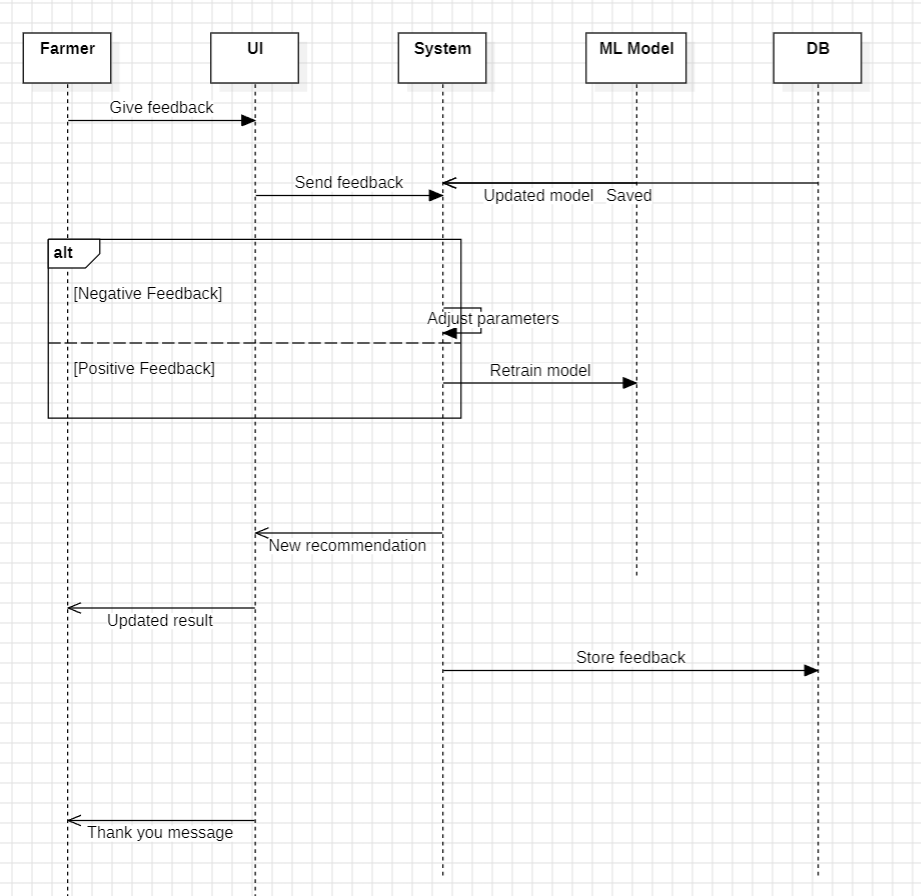 Farmer
UI
System
ML Model
DB
Give feedback
Send feedback
Updated model   Saved
alt
[Negative Feedback]
Adjust parameters
[Positive Feedback]
Retrain model
New recommendation
Updated result
Store feedback
Thank you message